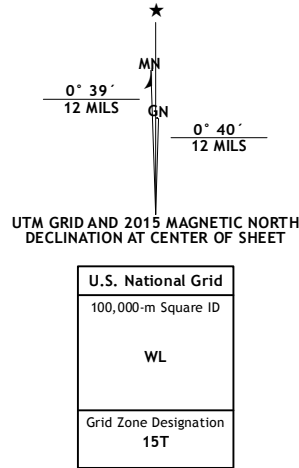 MN
0° 39´
12 MILS
GN
0° 40´
12 MILS
UTM GRID AND 2015 MAGNETIC NORTH
DECLINATION AT CENTER OF SHEET
U.S. National Grid
100,000-m Square ID
WL
Grid Zone Designation
15T